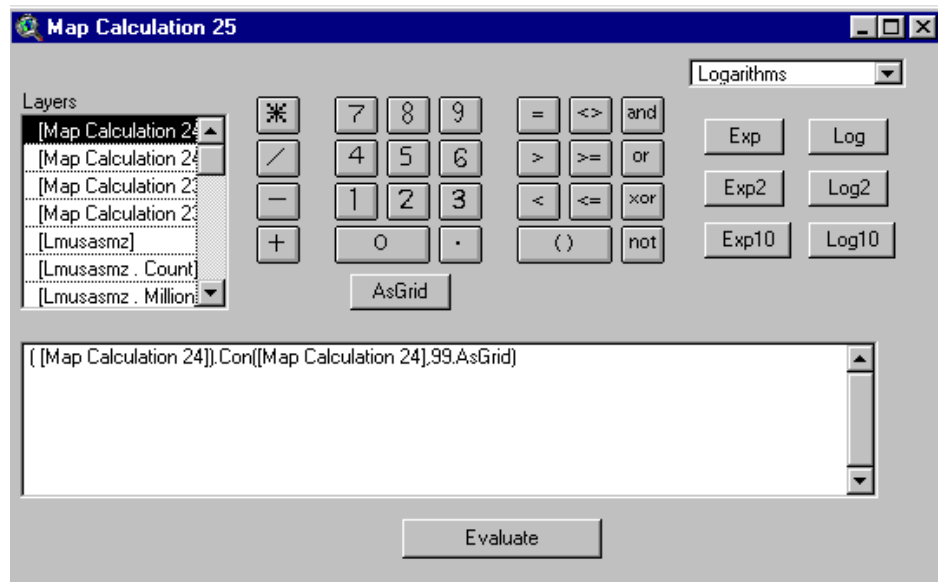 Map Calculation 25
Logarithms
Layers
[Map Calculation 24
[Map Calculation 24
[Map Calculation 23
[Map Calculation 23
[Lmusasmz]
[Lmusasmz . Count]
[Lmusasmz . Million
* 7 8 9 = <> and
/ 4 5 6 > >= or
- 1 2 3 < <= xor
+ 0 . () not
AsGrid
Exp Log
Exp2 Log2
Exp10 Log10
( [Map Calculation 24]).Con([Map Calculation 24],99.AsGrid)
Evaluate